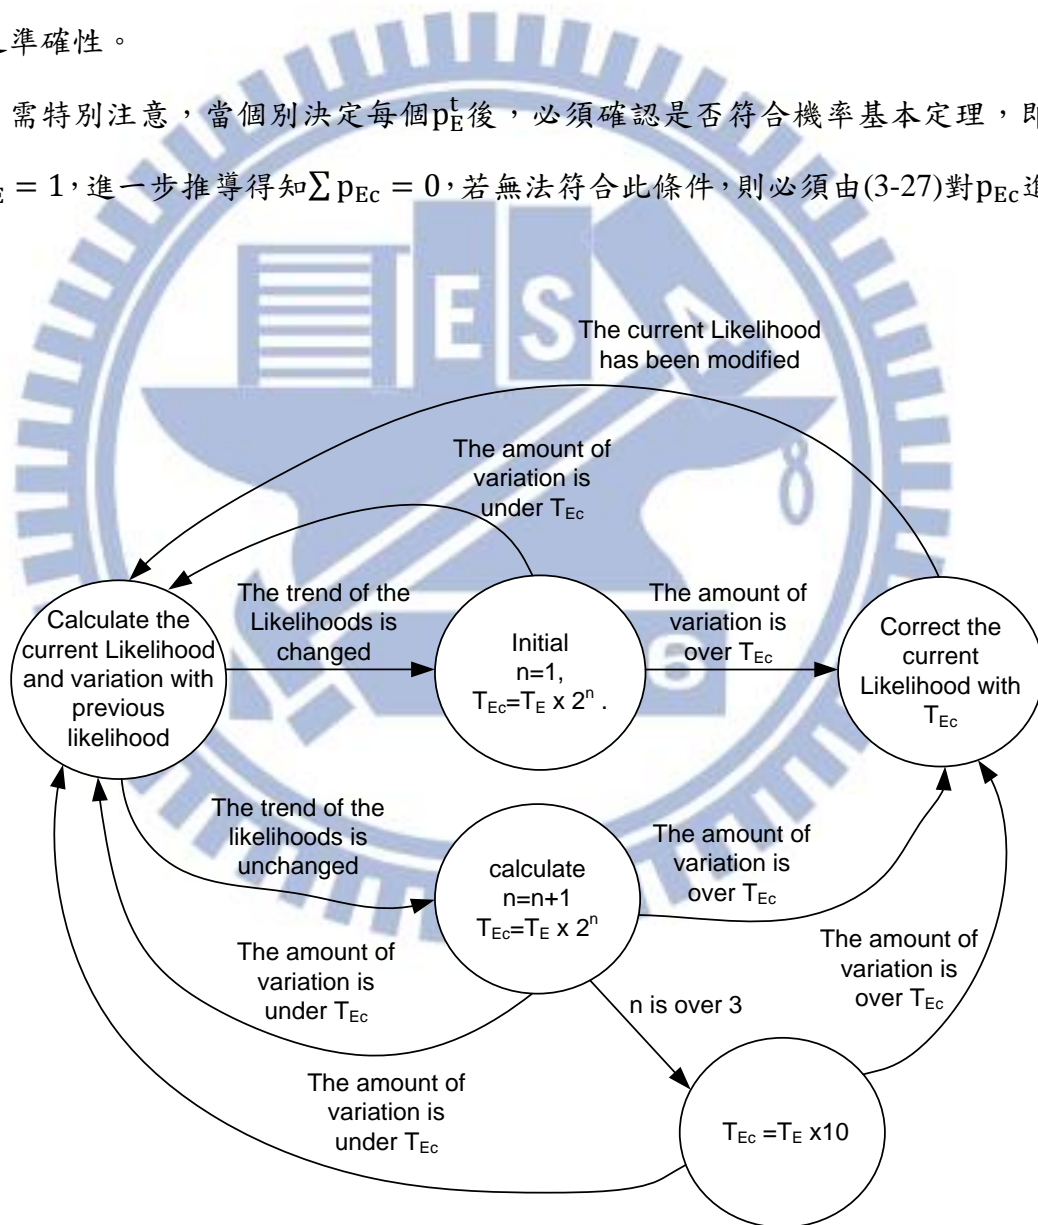 準確性。
需特別注意，當個別決定每個p_E^t後，必須確認是否符合機率基本定理，即
_E = 1，進一步推導得知∑ p_Ec = 0，若無法符合此條件，則必須由(3-27)對p_Ec進
E S A
The current Likelihood
has been modified
The amount of
variation is
under T_Ec
Calculate the
current Likelihood
and variation with
previous
likelihood
The trend of the
Likelihoods is
changed
Initial
n=1,
T_Ec=T_E x 2^n .
The amount of
variation is
over T_Ec
Correct the
current
Likelihood with
T_Ec
The trend of the
likelihoods is
unchanged
calculate
n=n+1
T_Ec=T_E x 2^n
The amount of
variation is
over T_Ec
The amount of
variation is
under T_Ec
n is over 3
The amount of
variation is
over T_Ec
The amount of
variation is
under T_Ec
T_Ec =T_E x10